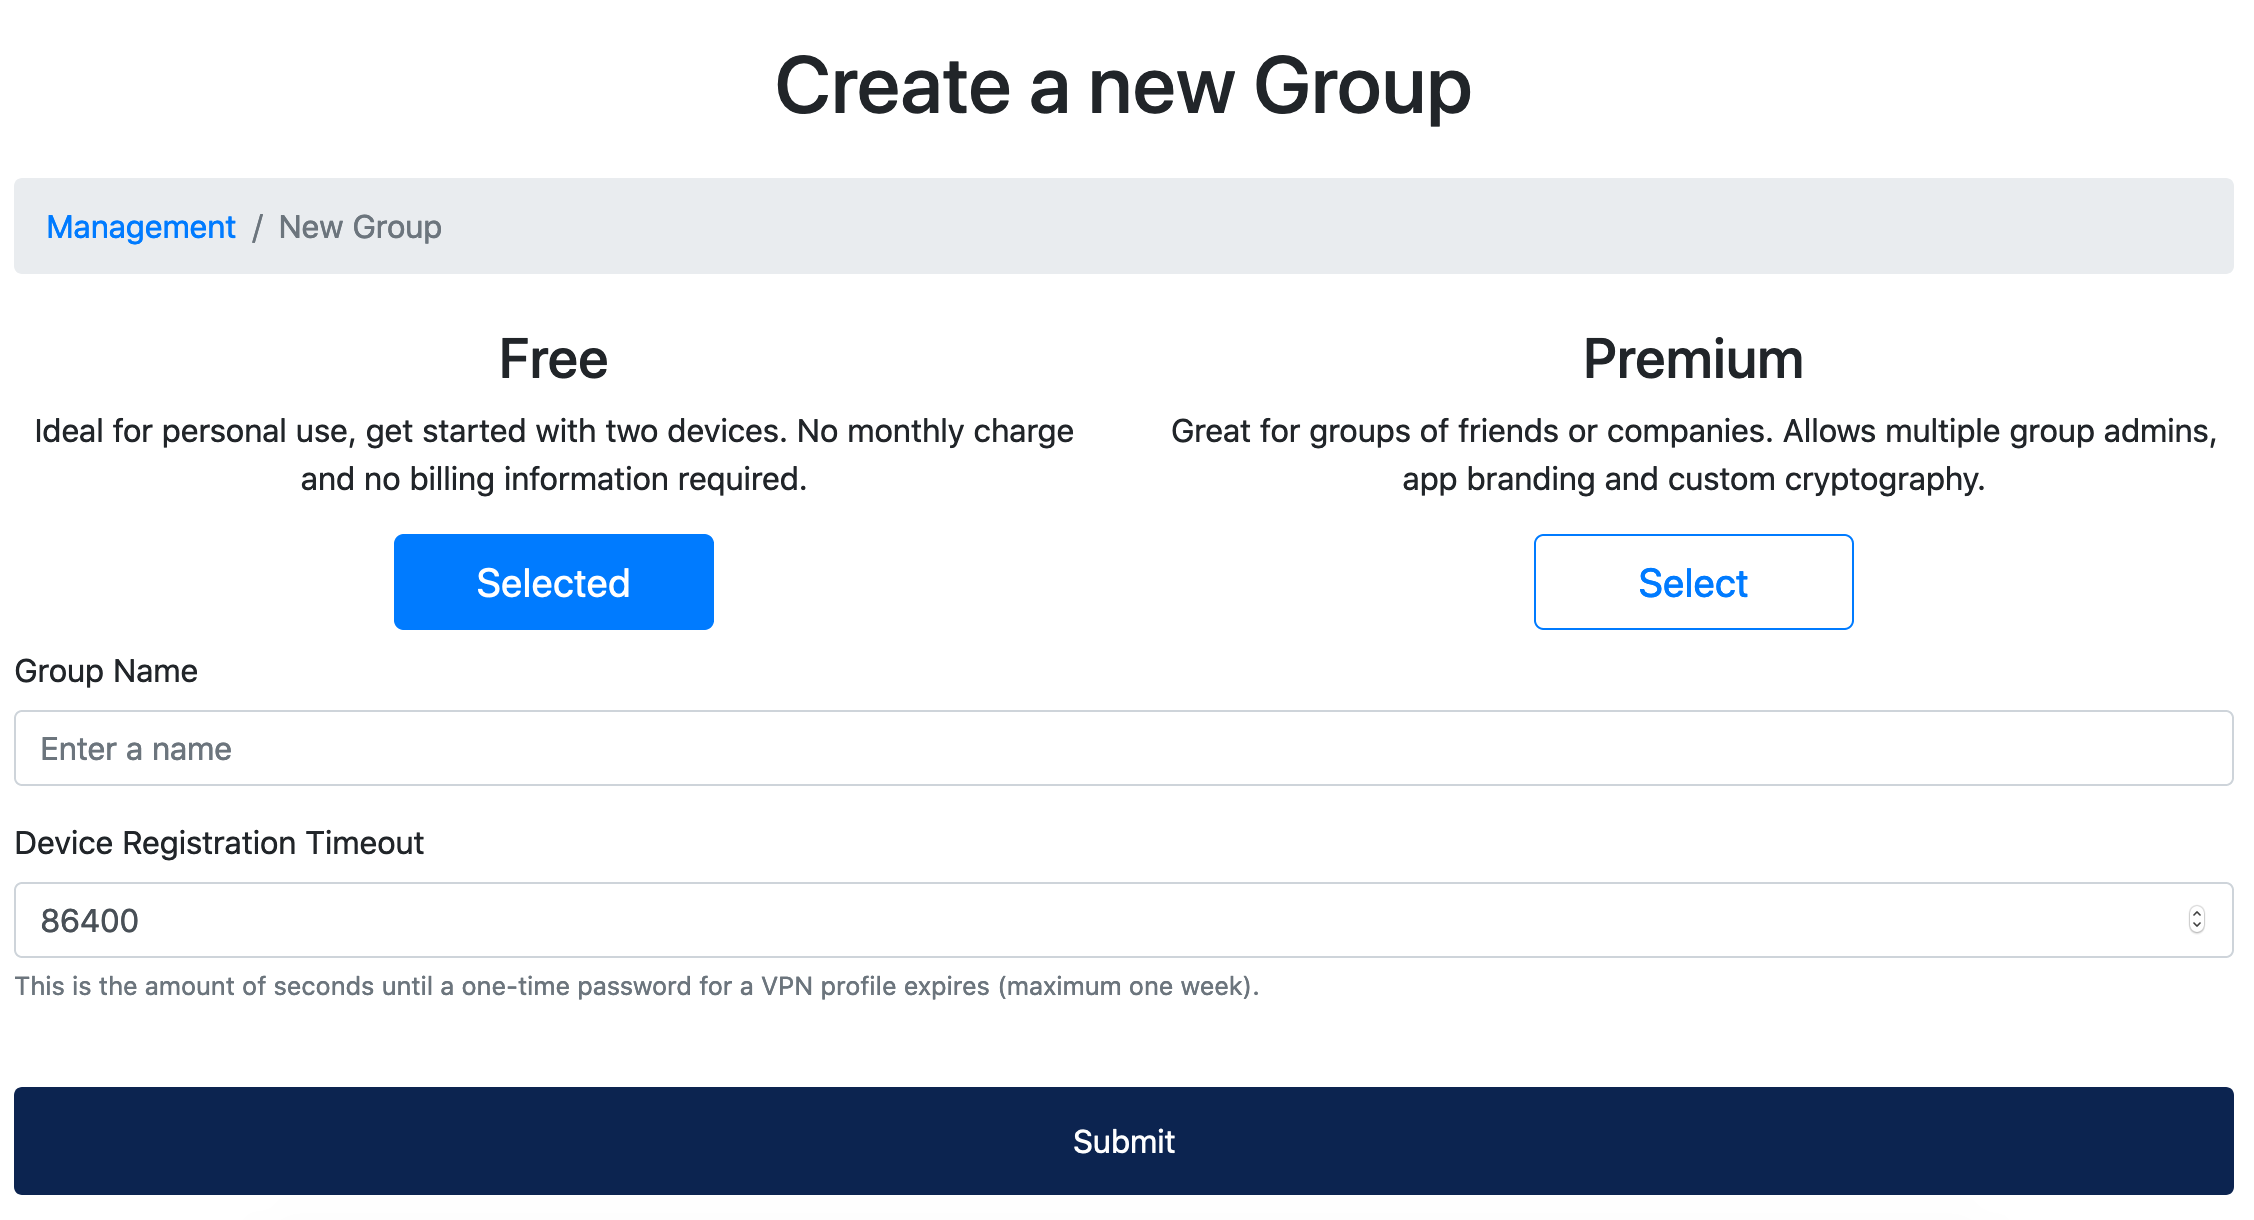 Create a new Group
Management / New Group
Free
Ideal for personal use, get started with two devices. No monthly charge
and no billing information required.
Selected
Premium
Great for groups of friends or companies. Allows multiple group admins,
app branding and custom cryptography.
Select
Group Name
Enter a name
Device Registration Timeout
86400
This is the amount of seconds until a one-time password for a VPN profile expires (maximum one week).
Submit